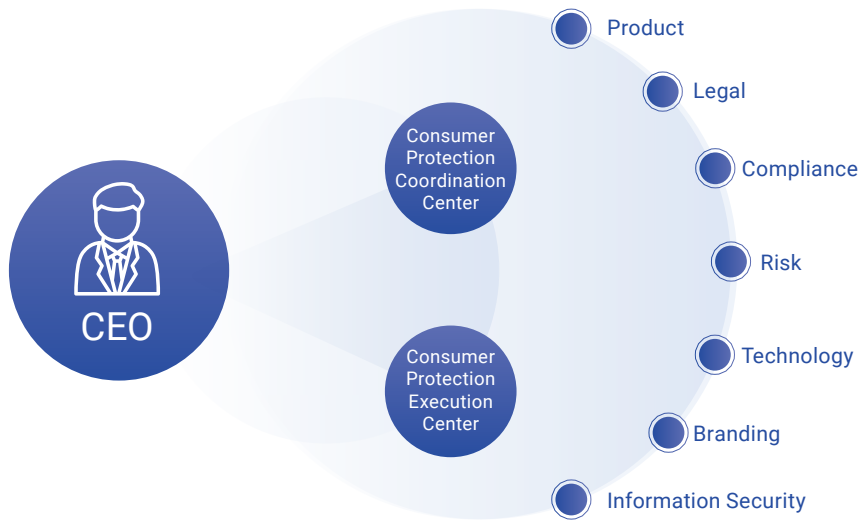 CEO
Consumer
Protection
Coordination
Center
Consumer
Protection
Execution
Center
Product
Legal
Compliance
Risk
Technology
Branding
Information Security